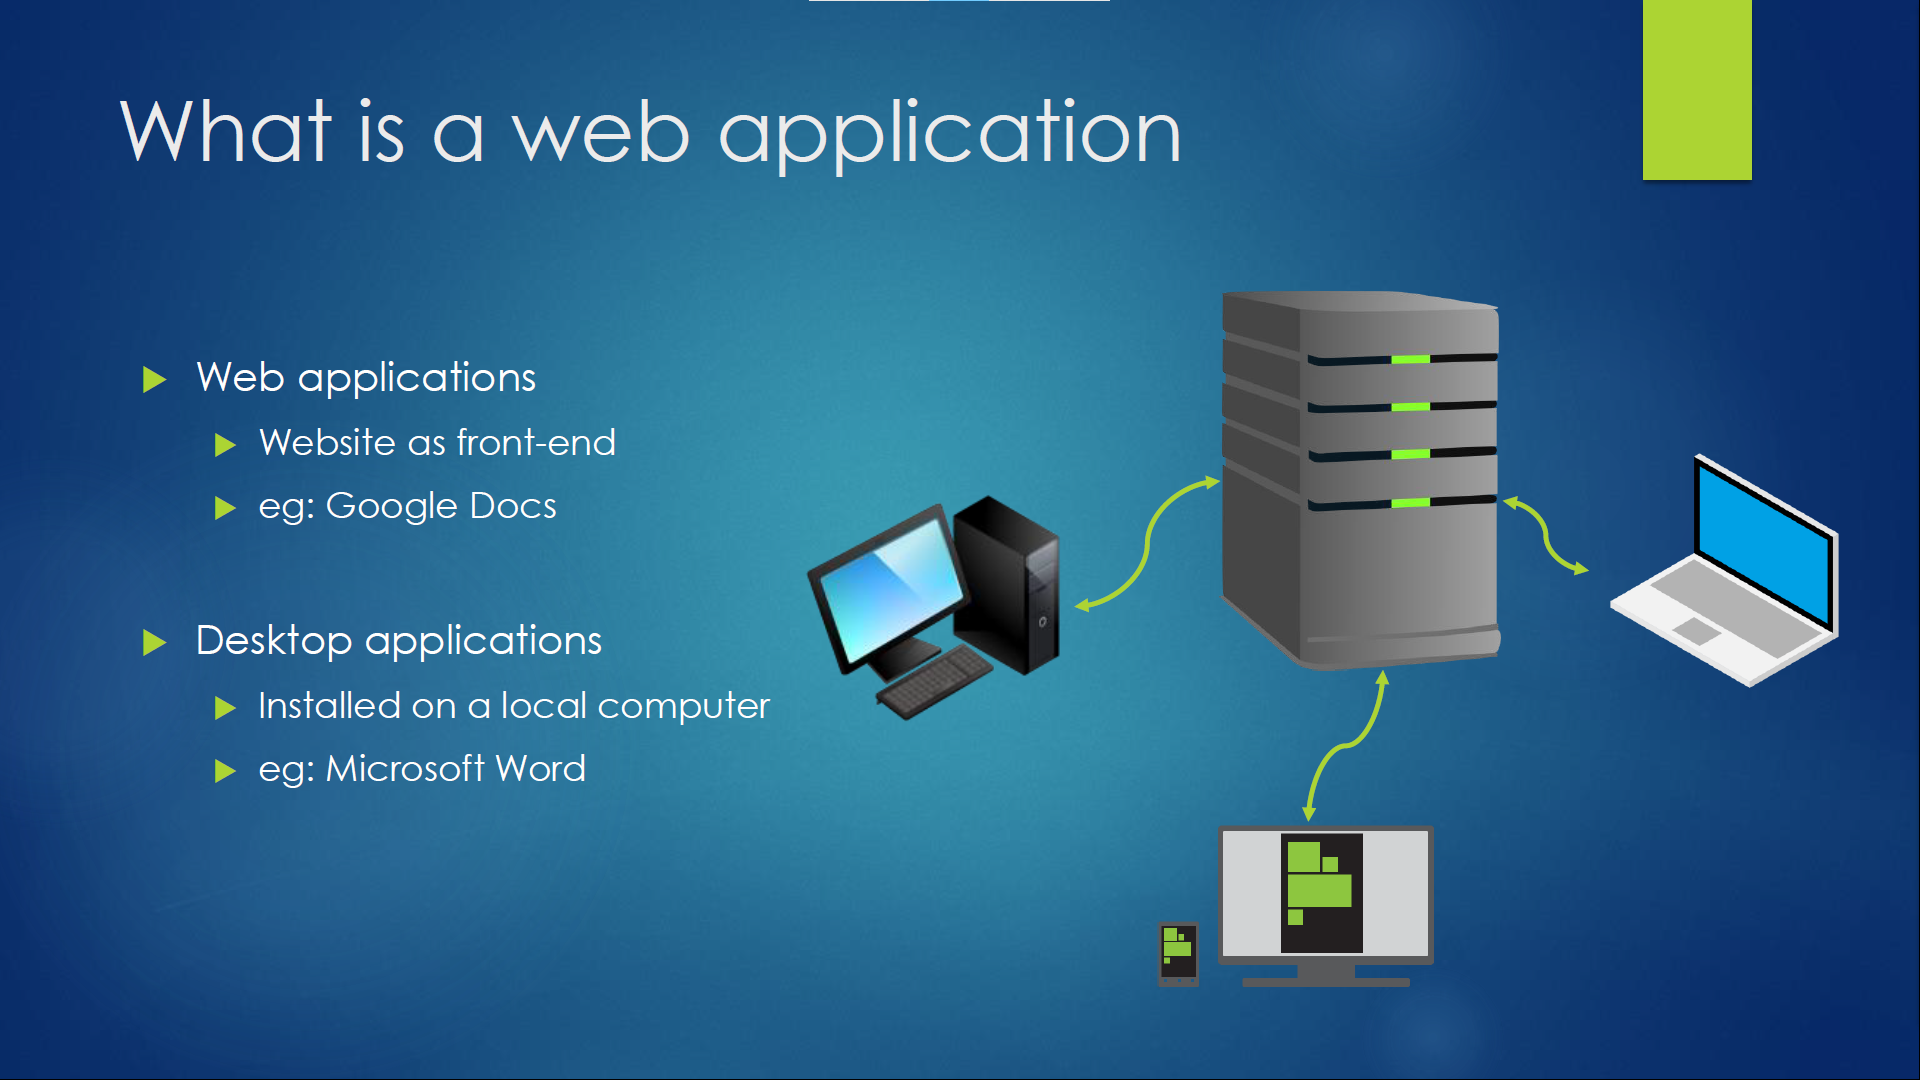 What is a web application
Web applications
Website as front-end
eg: Google Docs
Desktop applications
Installed on a local computer
eg: Microsoft Word